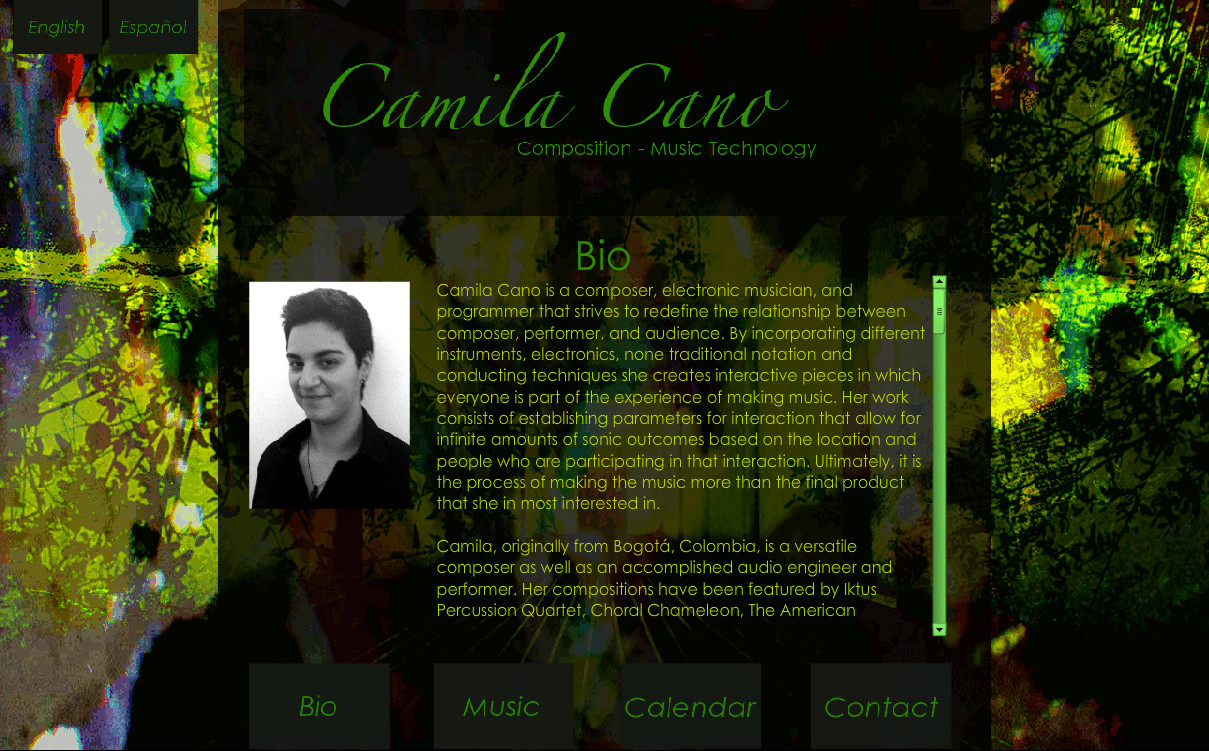 English Español
Camila Cano
Composition - Music Technology
Bio
Camila Cano is a composer, electronic musician, and
programmer that strives to redefine the relationship between
composer, performer, and audience. By incorporating different
instruments, electronics, none traditional notation and
conducting techniques she creates interactive pieces in which
everyone is part of the experience of making music. Her work
consists of establishing parameters for interaction that allow for
infinite amounts of sonic outcomes based on the location and
people who are participating in that interaction. Ultimately, it is
the process of making the music more than the final product
that she in most interested in.
Camila, originally from Bogotá, Colombia, is a versatile
composer as well as an accomplished audio engineer and
performer. Her compositions have been featured by Iktus
Percussion Quartet, Choral Chameleon, The American
Bio Music Calendar Contact